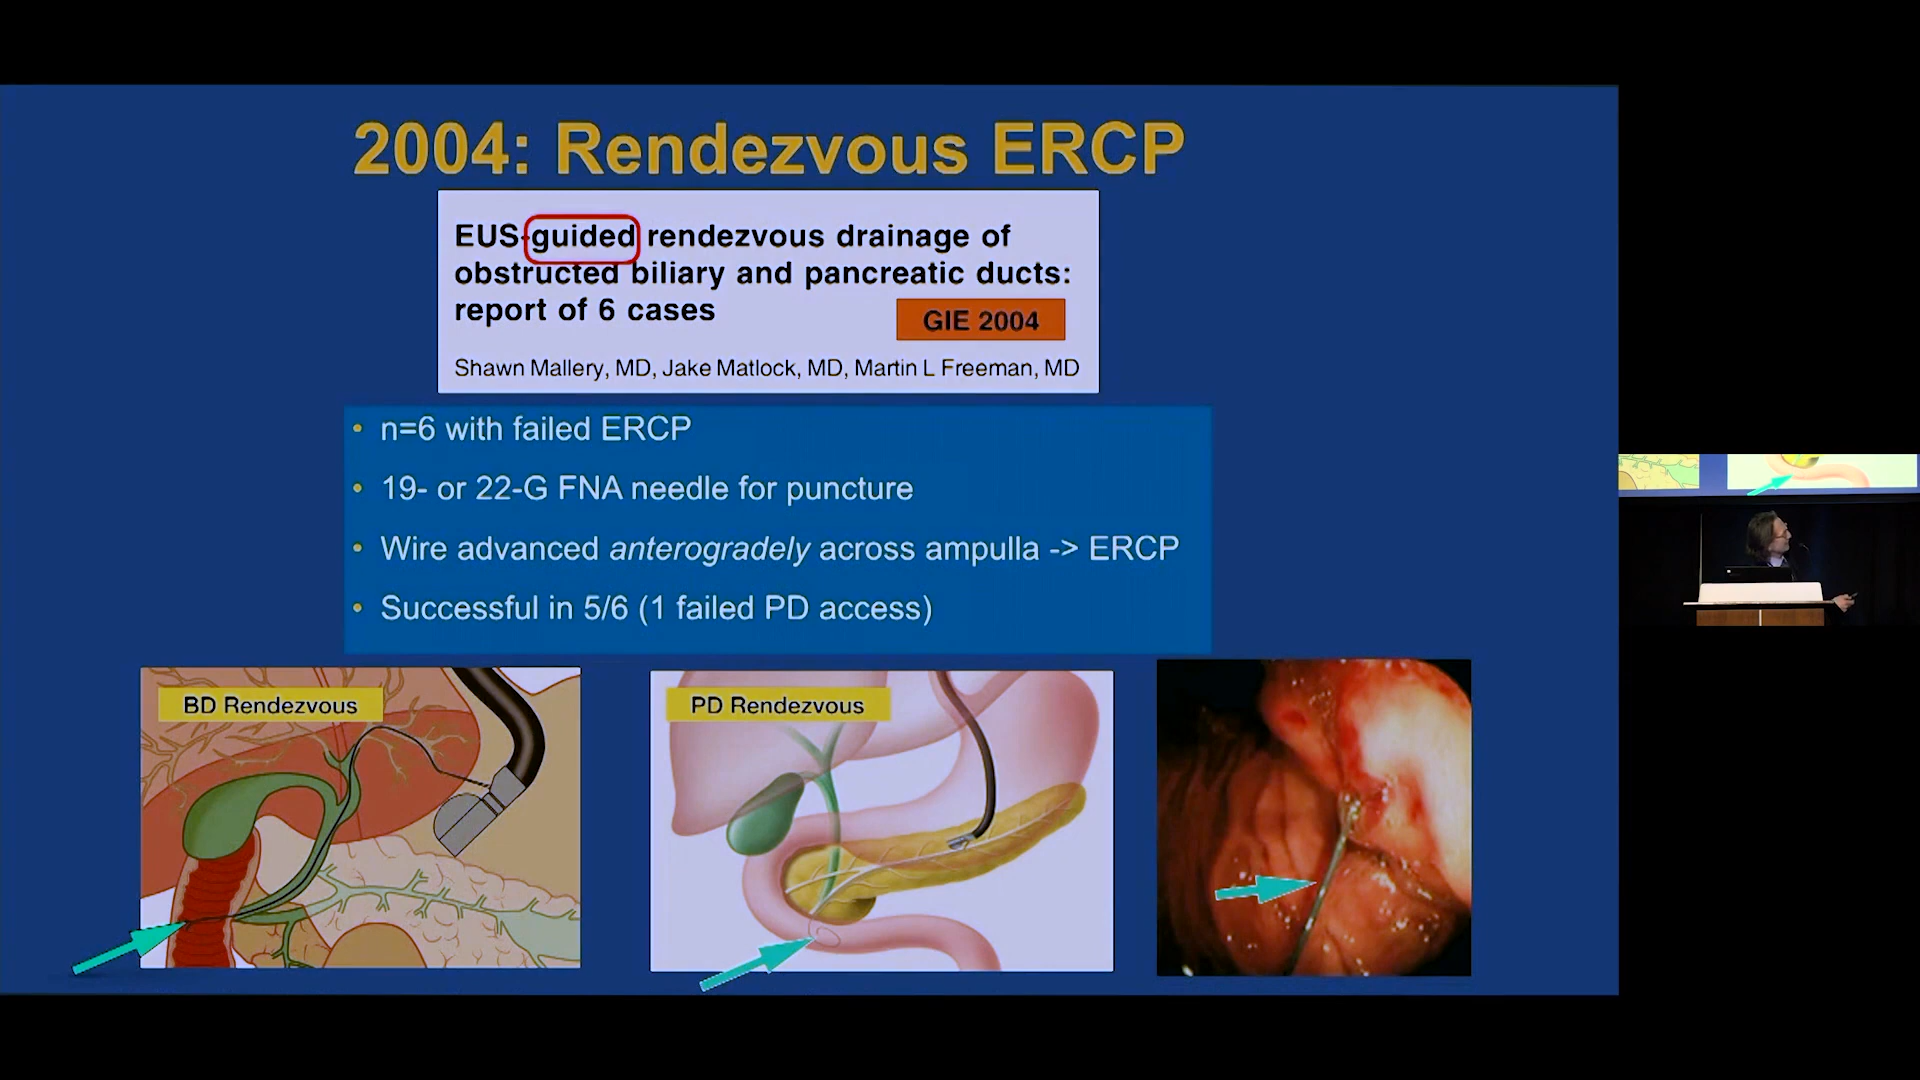 2004: Rendezvous ERCP
EUS-guided rendezvous drainage of
obstructed biliary and pancreatic ducts:
report of 6 cases
GIE 2004
Shawn Mallery, MD, Jake Matlock, MD, Martin L Freeman, MD
• n=6 with failed ERCP
• 19- or 22-G FNA needle for puncture
• Wire advanced anterogradely across ampulla -> ERCP
• Successful in 5/6 (1 failed PD access)
BD Rendezvous
PD Rendezvous